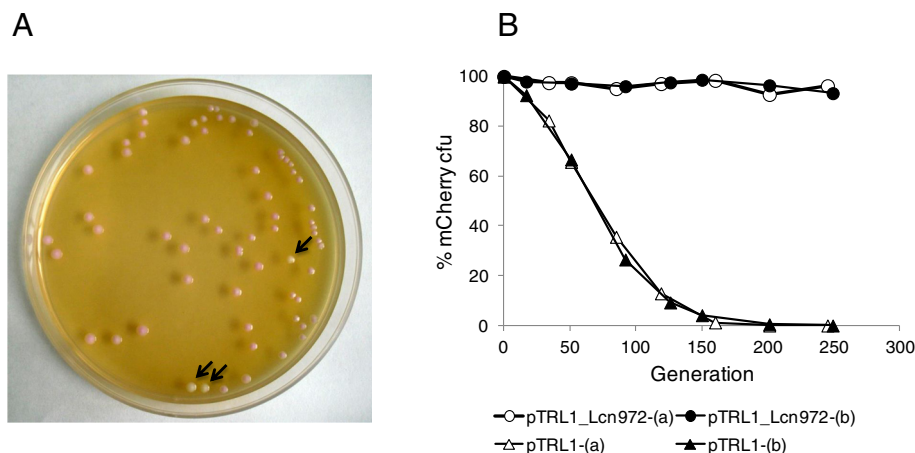 A
B
100
80
60
40
20
0
% mCherry cfu
0 50 100 150 200 250 300
Generation
pTRL1_Lcn972-(a) pTRL1_Lcn972-(b)
pTRL1-(a) pTRL1-(b)